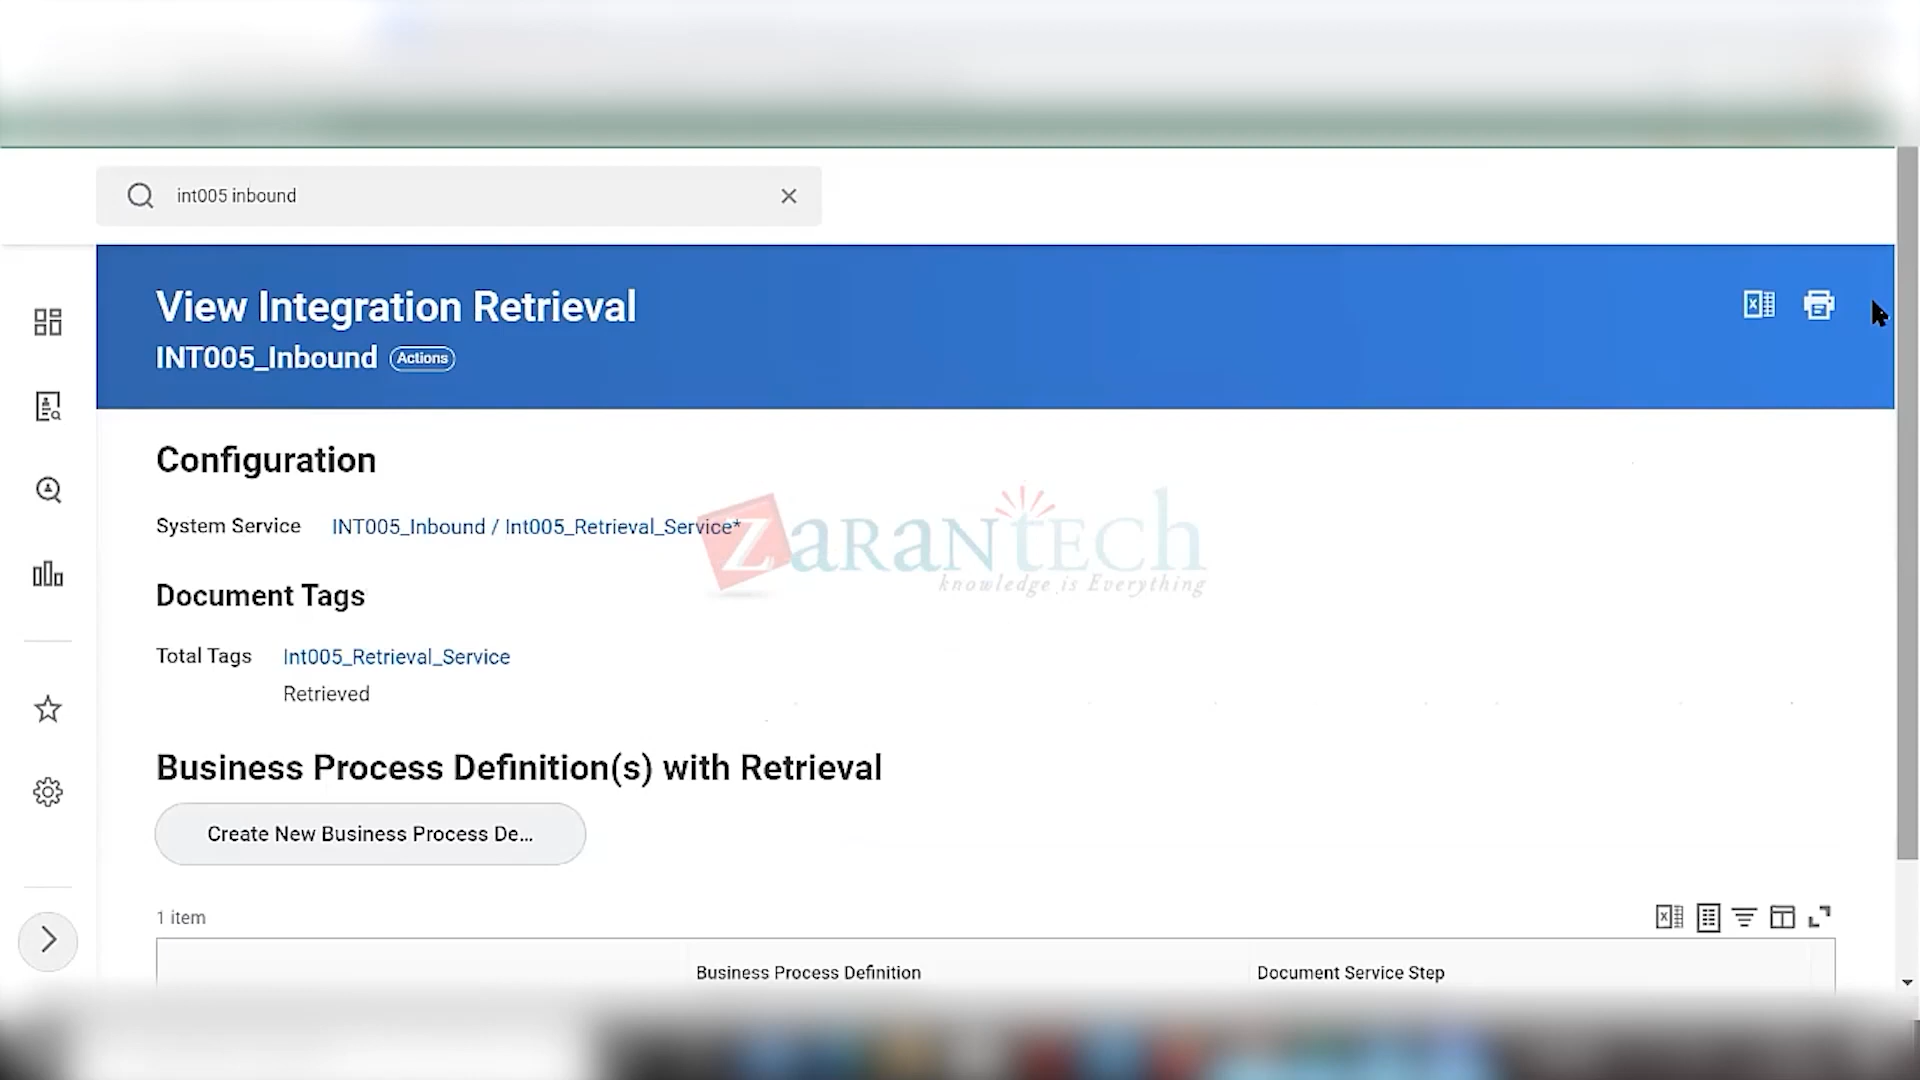 int005 inbound
View Integration Retrieval
INT005_Inbound Actions
Configuration
System Service INT005_Inbound / Int005_Retrieval_Service*
ZARANTECH
knowledge is Everything
Document Tags
Total Tags Int005_Retrieval_Service
Retrieved
Business Process Definition(s) with Retrieval
Create New Business Process De...
1 item
Business Process Definition Document Service Step